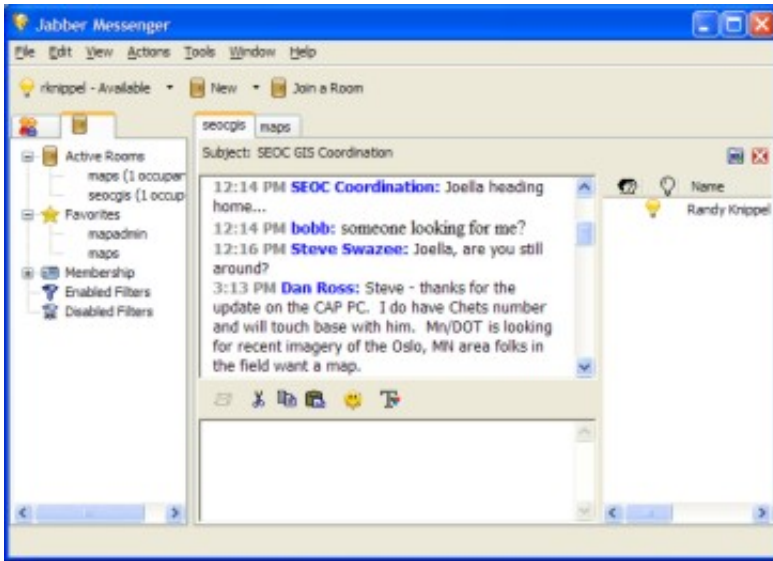 Jabber Messenger
File Edit View Actions Tools Window Help
rknippel - Available New Join a Room
seocgis maps
Subject: SEOC GIS Coordination
Active Rooms
maps (1 occupan
seocgis (1 occup
Favorites
mapadmin
maps
Membership
Enabled Filters
Disabled Filters
12:14 PM SEOC Coordination: Joella heading
home...
12:14 PM bobb: someone looking for me?
12:16 PM Steve Swazee: Joella, are you still
around?
3:13 PM Dan Ross: Steve - thanks for the
update on the CAP PC. I do have Chets number
and will touch base with him. Mn/DOT is looking
for recent imagery of the Oslo, MN area folks in
the field want a map.
Name
Randy Knippel